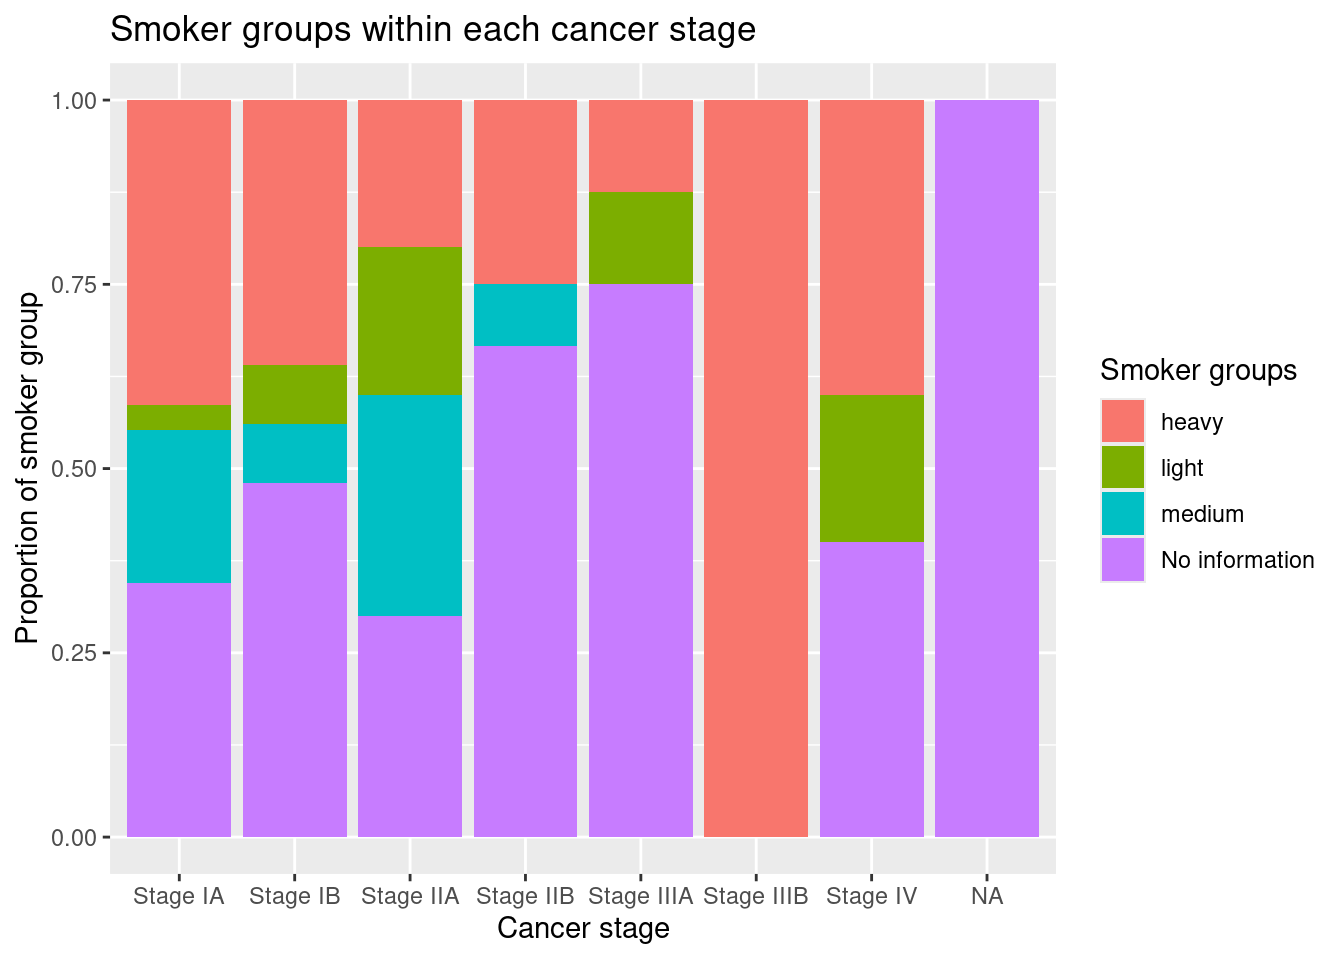 Smoker groups within each cancer stage
Proportion of smoker group
1.00
0.75
0.50
0.25
0.00
Stage IA
Stage IB
Stage IIA
Stage IIB
Stage IIIA
Stage IIIB
Stage IV
NA
Cancer stage
Smoker groups
heavy
light
medium
No information